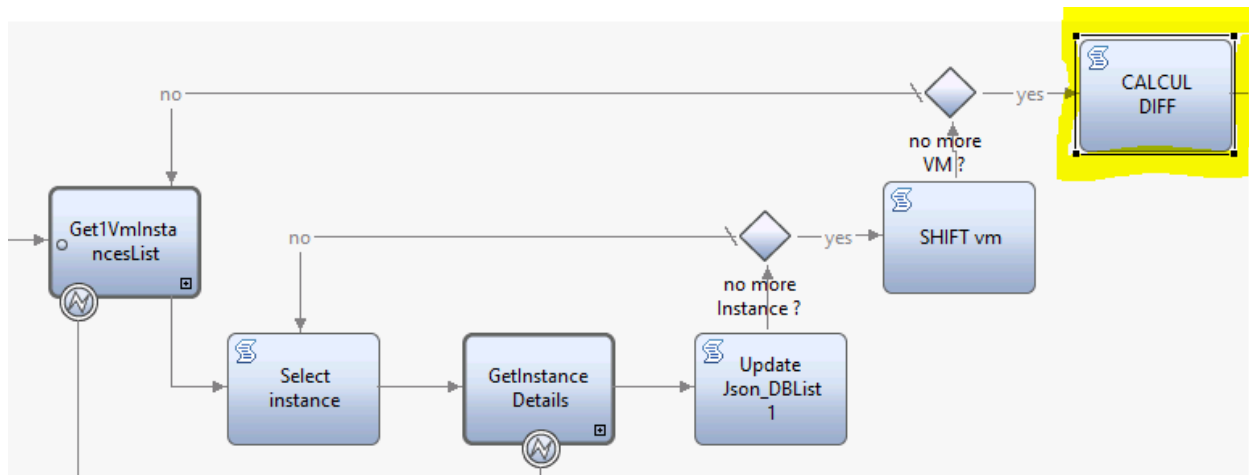 CALCUL
DIFF
no
yes
no more
VM ?
Get1VmInsta
ncesList
SHIFT vm
no
yes
no more
Instance ?
Select
instance
GetInstance
Details
Update
Json_DBList
1